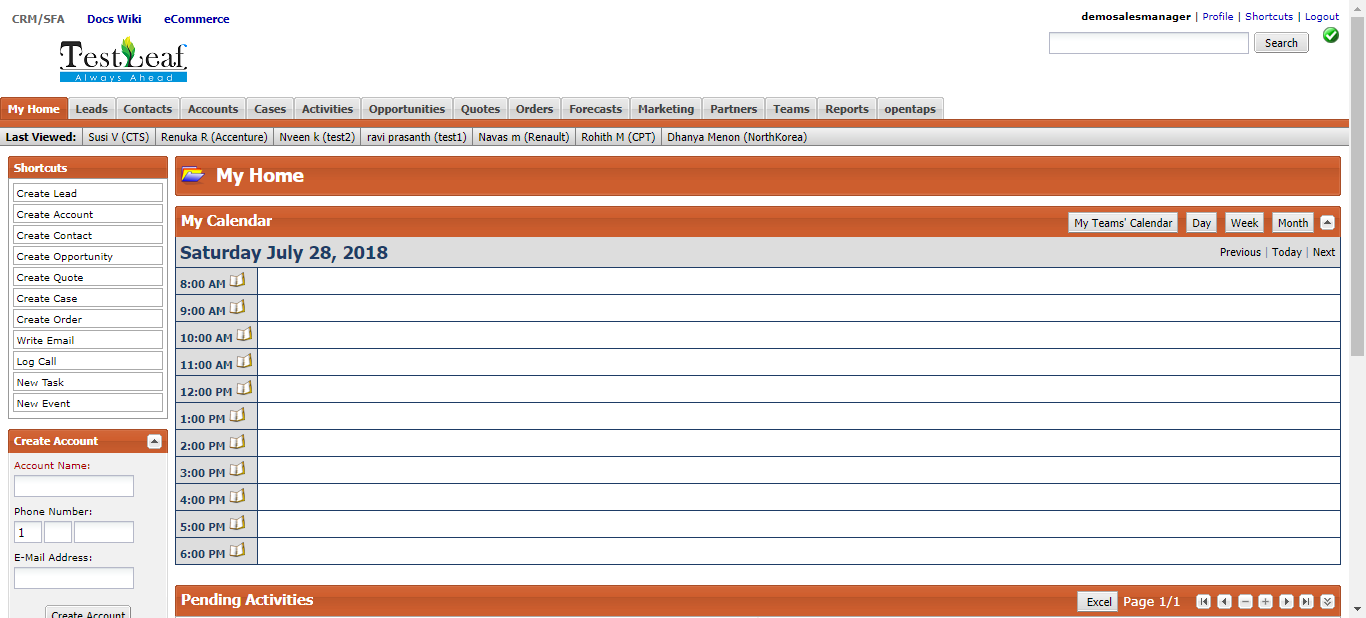 CRM/SFA Docs Wiki eCommerce
demosalesmanager | Profile | Shortcuts | Logout
Search
TestLeaf
Always Ahead
My Home Leads Contacts Accounts Cases Activities Opportunities Quotes Orders Forecasts Marketing Partners Teams Reports opentaps
Last Viewed: Susi V (CTS) Renuka R (Accenture) Nveen k (test2) ravi prasanth (test1) Navas m (Renault) Rohith M (CPT) Dhanya Menon (NorthKorea)
Shortcuts
Create Lead
Create Account
Create Contact
Create Opportunity
Create Quote
Create Case
Create Order
Write Email
Log Call
New Task
New Event
Create Account
Account Name:
Phone Number:
1
E-Mail Address:
Create Account
My Home
My Calendar
My Teams' Calendar Day Week Month
Saturday July 28, 2018
Previous | Today | Next
8:00 AM
9:00 AM
10:00 AM
11:00 AM
12:00 PM
1:00 PM
2:00 PM
3:00 PM
4:00 PM
5:00 PM
6:00 PM
Pending Activities
Excel Page 1/1